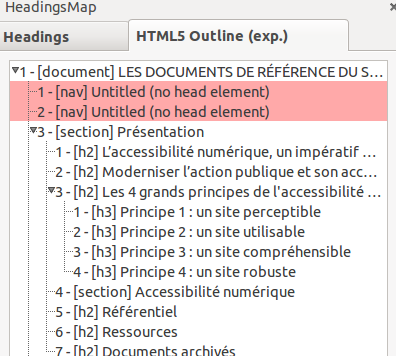 HeadingsMap
Headings HTML5 Outline (exp.)
1 - [document] LES DOCUMENTS DE RÉFÉRENCE DU S...
1 - [nav] Untitled (no head element)
2 - [nav] Untitled (no head element)
3 - [section] Présentation
1 - [h2] L’accessibilité numérique, un impératif ...
2 - [h2] Moderniser l’action publique et son acc...
3 - [h2] Les 4 grands principes de l'accessibilité ...
1 - [h3] Principe 1 : un site perceptible
2 - [h3] Principe 2 : un site utilisable
3 - [h3] Principe 3 : un site compréhensible
4 - [h3] Principe 4 : un site robuste
4 - [section] Accessibilité numérique
5 - [h2] Référentiel
6 - [h2] Ressources
7 - [h2] Documents archivés